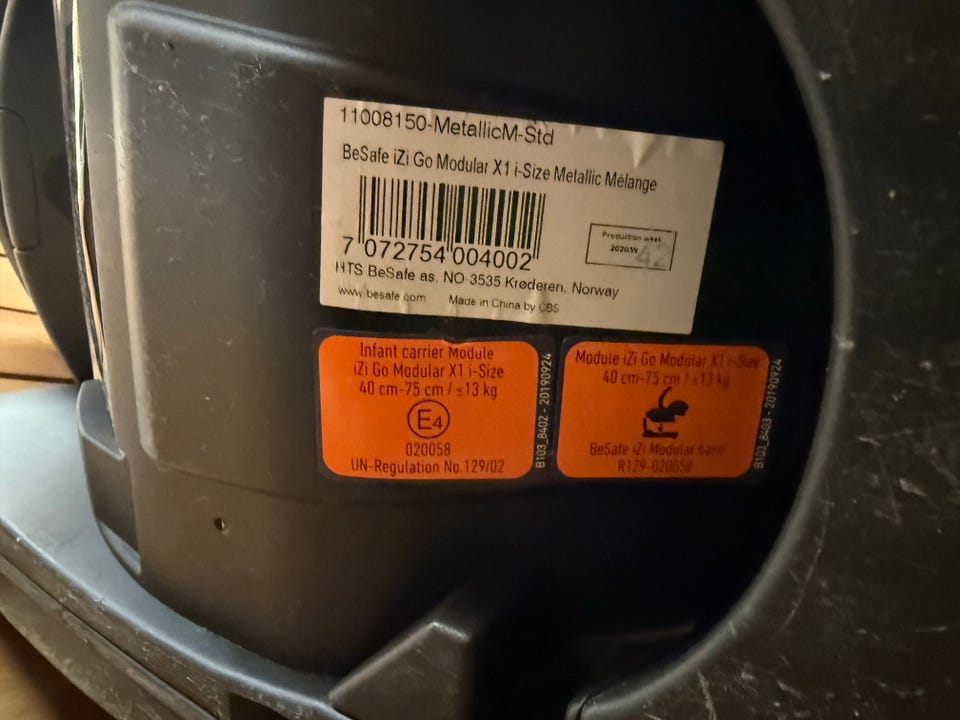 11008150-MetallicM-Std
BeSafe iZi Go Modular X1 i-Size Metallic Mélange
7 072754 004002
Production week
2020/W 42
HTS BeSafe as. NO-3535 Krøderen. Norway
www.besafe.com Made in China by CBS
Infant carrier Module
iZi Go Modular X1 i-Size
40 cm-75 cm / ≤13 kg
E4
020058
UN-Regulation No.129/02
B103_8402 - 20190924
Module iZi Go Modular X1 i-Size
40 cm-75 cm / ≤13 kg
BeSafe iZi Modular base
R129-020058
B103_8403 - 20190924